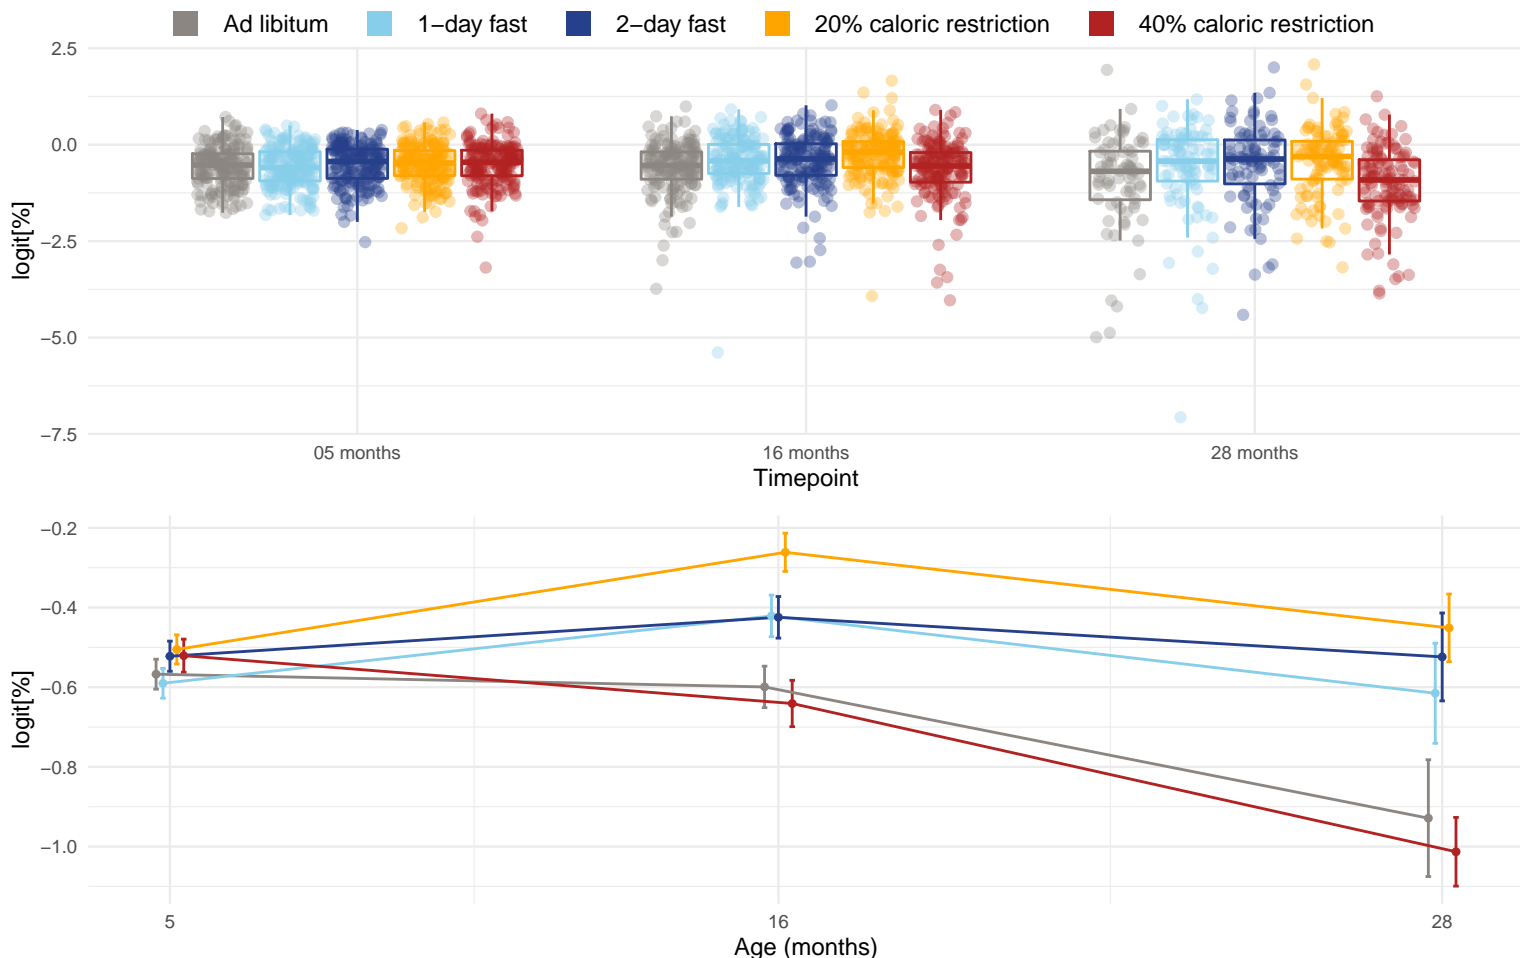 Ad libitum 1−day fast 2−day fast 20% caloric restriction 40% caloric restriction
2.5
0.0
−2.5
−5.0
−7.5
logit[%]
05 months 16 months 28 months
Timepoint
−0.2
−0.4
−0.6
−0.8
−1.0
logit[%]
5 16 28
Age (months)